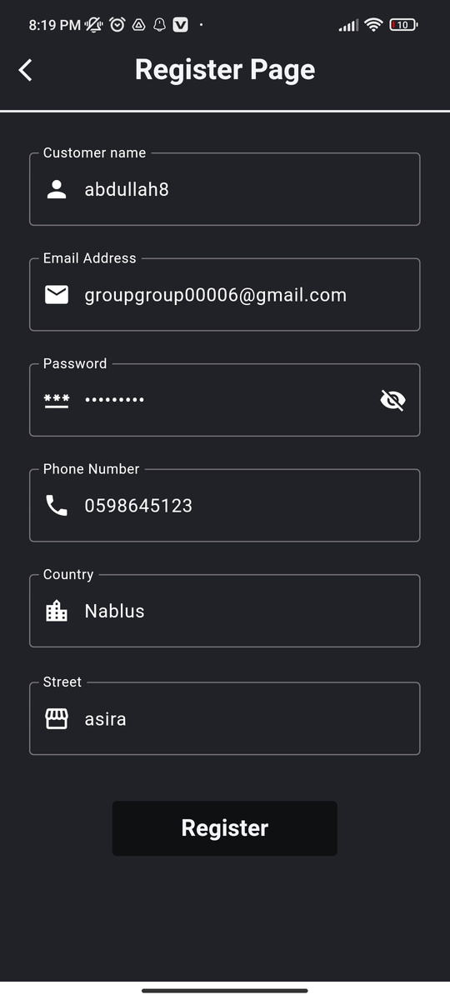 8:19 PM
10
Register Page
Customer name
abdullah8
Email Address
groupgroup00006@gmail.com
Password
•••••••••
Phone Number
0598645123
Country
Nablus
Street
asira
Register